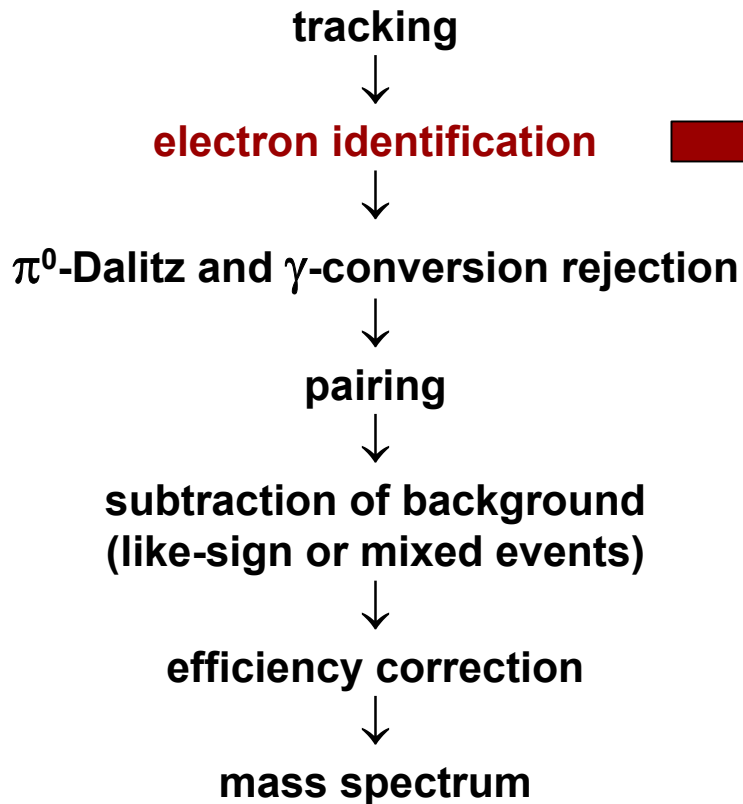 tracking
↓
electron identification
↓
π⁰-Dalitz and γ-conversion rejection
↓
pairing
↓
subtraction of background
(like-sign or mixed events)
↓
efficiency correction
↓
mass spectrum